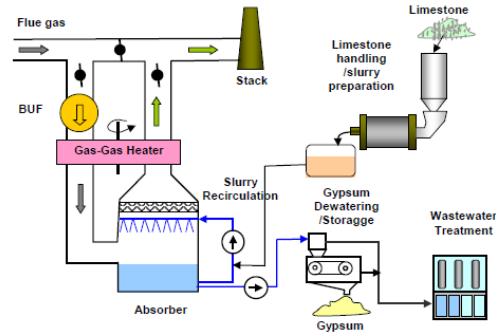 Flue gas
Limestone
Limestone
handling
/slurry
preparation
Stack
BUF
Gas-Gas Heater
Slurry
Recirculation
Gypsum
Dewatering
/Storagge
Wastewater
Treatment
Absorber
Gypsum